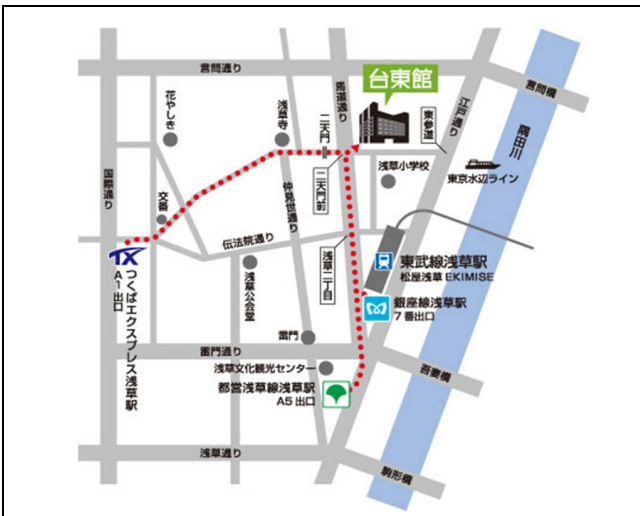 言問通り
台東館
馬道通り
花やしき
浅草寺
二天門
東参道
江戸通り
言問橋
隅田川
国際通り
交番
仲見世通り
二天門前
浅草小学校
東京水辺ライン
伝法院通り
浅草二丁目
TX
つくばエクスプレス浅草駅
A1出口
浅草公会堂
東武線浅草駅
松屋浅草 EKIMISE
銀座線浅草駅
7番出口
雷門
雷門通り
浅草文化観光センター
吾妻橋
都営浅草線浅草駅
A5出口
浅草通り
駒形橋